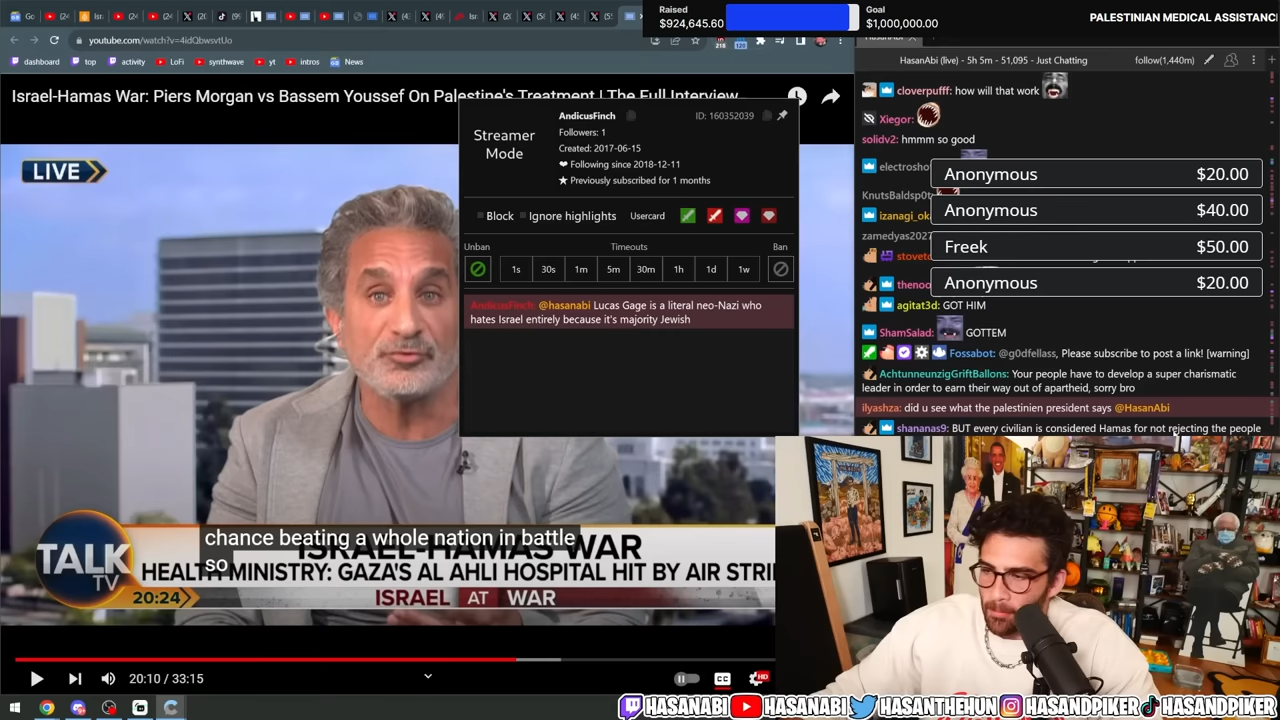 Raised
$924,645.60
Goal
$1,000,000.00
PALESTINIAN MEDICAL ASSISTANC
youtube.com/watch?v=4idQbwsvtUo
dashboard
top
activity
LoFi
synthwave
yt
intros
News
HasanAbi (live) - 5h 5m - 51,095 - Just Chatting
follow(1,440m)
Israel-Hamas War: Piers Morgan vs Bassem Youssef On Palestine's Treatment | The Full Interview...
LIVE
Streamer
Mode
AndicusFinch
ID: 160352039
Followers: 1
Created: 2017-06-15
Following since 2018-12-11
Previously subscribed for 1 months
Block
Ignore highlights
Usercard
Unban
Timeouts
Ban
1s
30s
1m
5m
30m
1h
1d
1w
AndicusFinch: @hasanabi Lucas Gage is a literal neo-Nazi who
hates Israel entirely because it's majority Jewish
cloverpufff: how will that work
Xiegor:
solidv2: hmmm so good
electrosho
KnutsBaldsp0t
izanagi_ok
zamedyas202
stoveto
thenoo
Anonymous $20.00
Anonymous $40.00
Freek $50.00
Anonymous $20.00
agitat3d: GOT HIM
ShamSalad: GOTTEM
Fossabot: @g0dfellass, Please subscribe to post a link! [warning]
AchtunneunzigGriftBallons: Your people have to develop a super charismatic
leader in order to earn their way out of apartheid, sorry bro
ilyashza: did u see what the palestinien president says @HasanAbi
shananas9: BUT every civilian is considered Hamas for not rejecting the people
chance beating a whole nation in battle
so
ISRAEL-HAMAS WAR
TALK
TV
HEALTH MINISTRY: GAZA'S AL AHLI HOSPITAL HIT BY AIR STRI
20:24
ISRAEL AT WAR
20:10 / 33:15
CC
HD
HASANABI
HASANABI
HASANTHEHUN
HASANDPIKER
HASANDPIKER